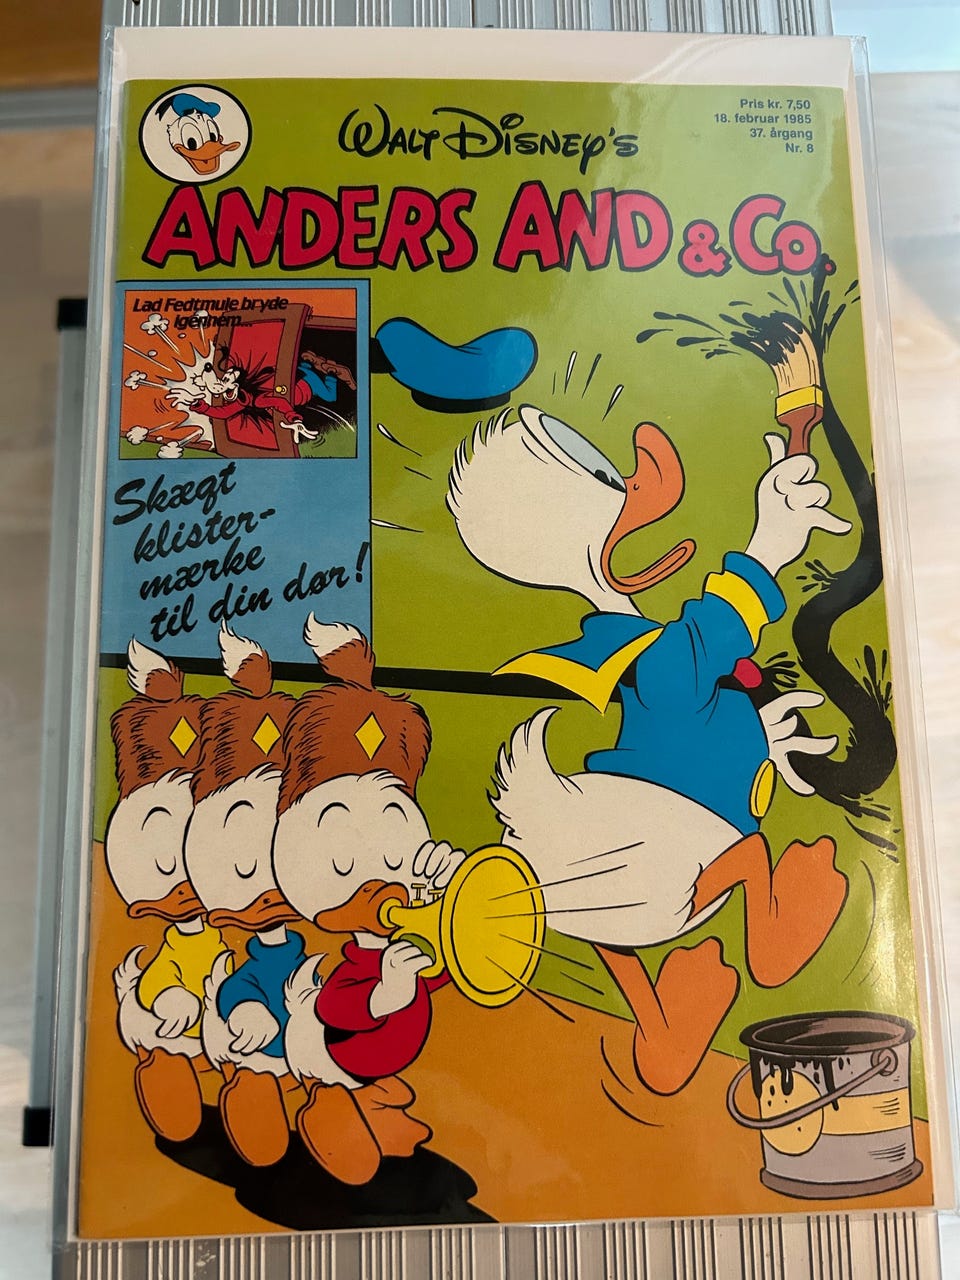 Pris kr. 7,50
18. februar 1985
37. årgang
Nr. 8
WALT DISNEY'S
ANDERS AND & Co.
Lad Fedtmule bryde
igennem...
Skægt
klister-
mærke
til din dør!